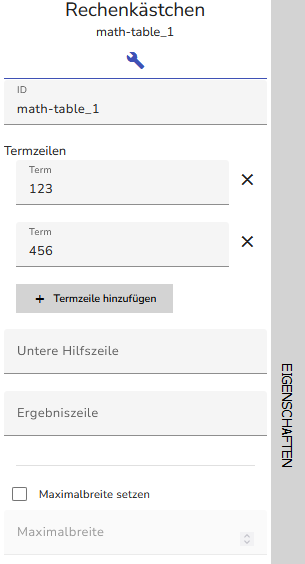 Rechenkästchen
math-table_1
ID
math-table_1
Termzeilen
Term
123
Term
456
+ Termzeile hinzufügen
Untere Hilfszeile
Ergebniszeile
Maximalbreite setzen
Maximalbreite
EIGENSCHAFTEN